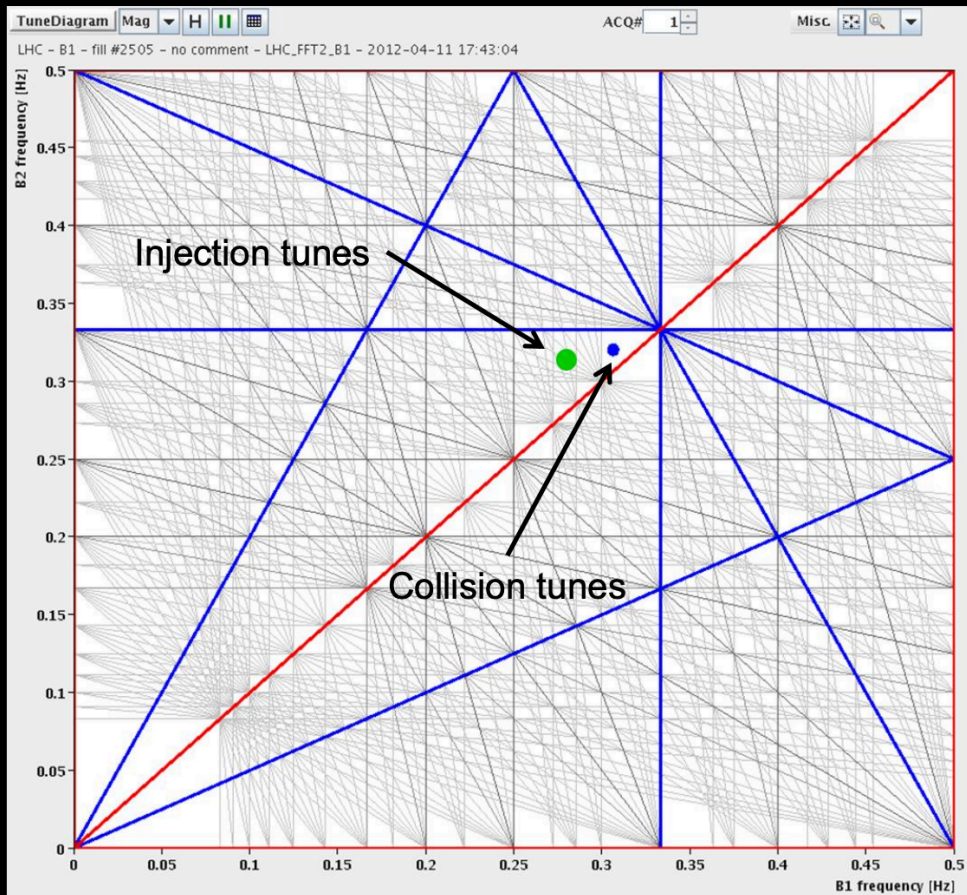 TuneDiagram Mag H ACQ# 1 Misc.
LHC - B1 - fill #2505 - no comment - LHC_FFT2_B1 - 2012-04-11 17:43:04
B2 frequency [Hz]
0.5
0.45
0.4
0.35
0.3
0.25
0.2
0.15
0.1
0.05
0
Injection tunes
Collision tunes
0 0.05 0.1 0.15 0.2 0.25 0.3 0.35 0.4 0.45 0.5
B1 frequency [Hz]